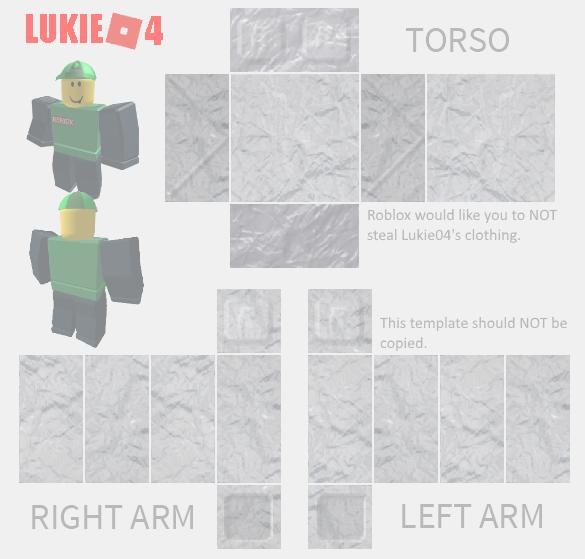 LUKIE 4
TORSO
ROBLOX
Roblox would like you to NOT
steal Lukie04's clothing.
This template should NOT be
copied.
RIGHT ARM
LEFT ARM